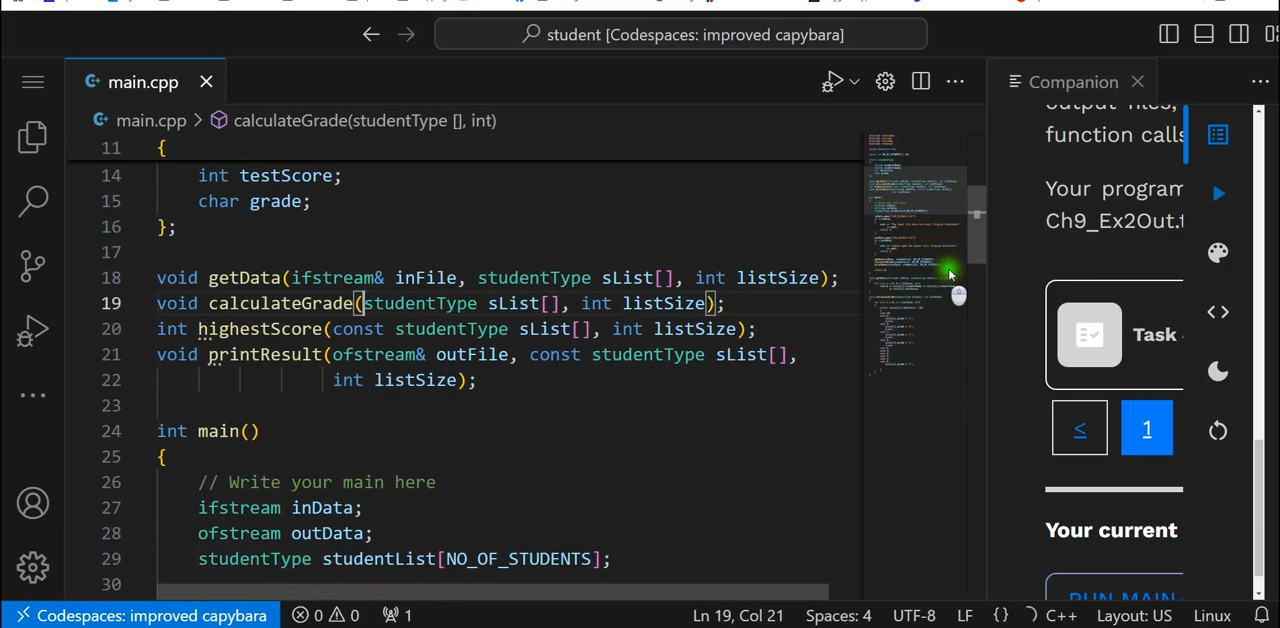 student [Codespaces: improved capybara]
main.cpp
Companion
main.cpp > calculateGrade(studentType [], int)
output files,
function calls
Your program
Ch9_Ex2Out.t
Task
<
1
Your current
RUN MAIN
11 {
14 int testScore;
15 char grade;
16 };
17
18 void getData(ifstream& inFile, studentType sList[], int listSize);
19 void calculateGrade(studentType sList[], int listSize);
20 int highestScore(const studentType sList[], int listSize);
21 void printResult(ofstream& outFile, const studentType sList[],
22 int listSize);
23
24 int main()
25 {
26 // Write your main here
27 ifstream inData;
28 ofstream outData;
29 studentType studentList[NO_OF_STUDENTS];
30
Codespaces: improved capybara 0 0 1 Ln 19, Col 21 Spaces: 4 UTF-8 LF {} C++ Layout: US Linux